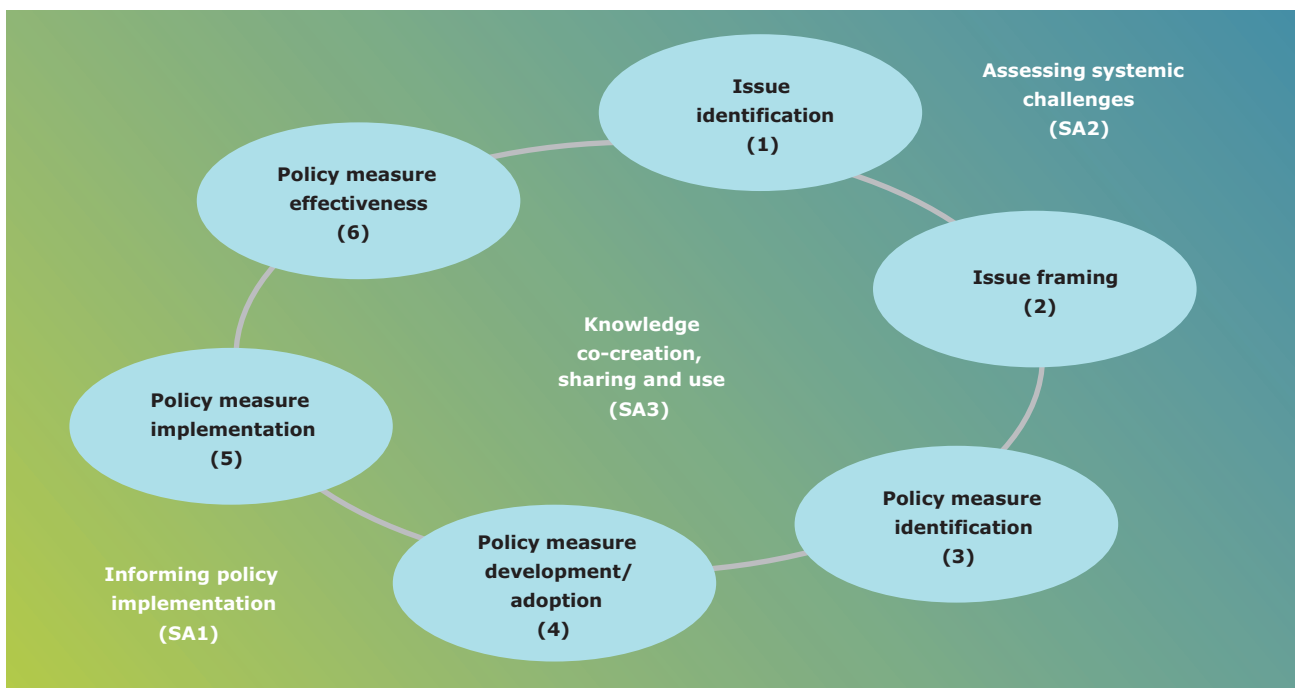 Issue
identification
(1)
Assessing systemic
challenges
(SA2)
Policy measure
effectiveness
(6)
Issue framing
(2)
Knowledge
co-creation,
sharing and use
(SA3)
Policy measure
implementation
(5)
Policy measure
identification
(3)
Policy measure
development/
adoption
(4)
Informing policy
implementation
(SA1)